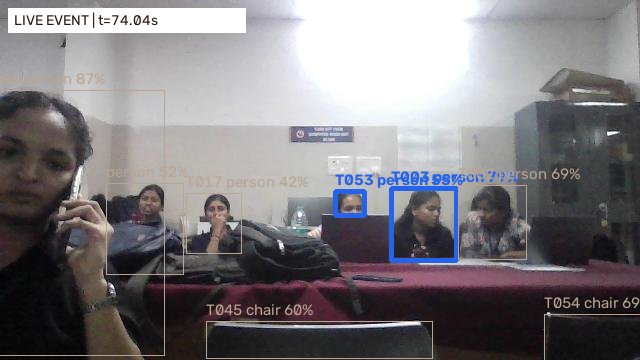 LIVE EVENT | t=74.04s
87%
person 52%
T017 person 42%
T053 person
T003 person
person 69%
T045 chair 60%
T054 chair 69